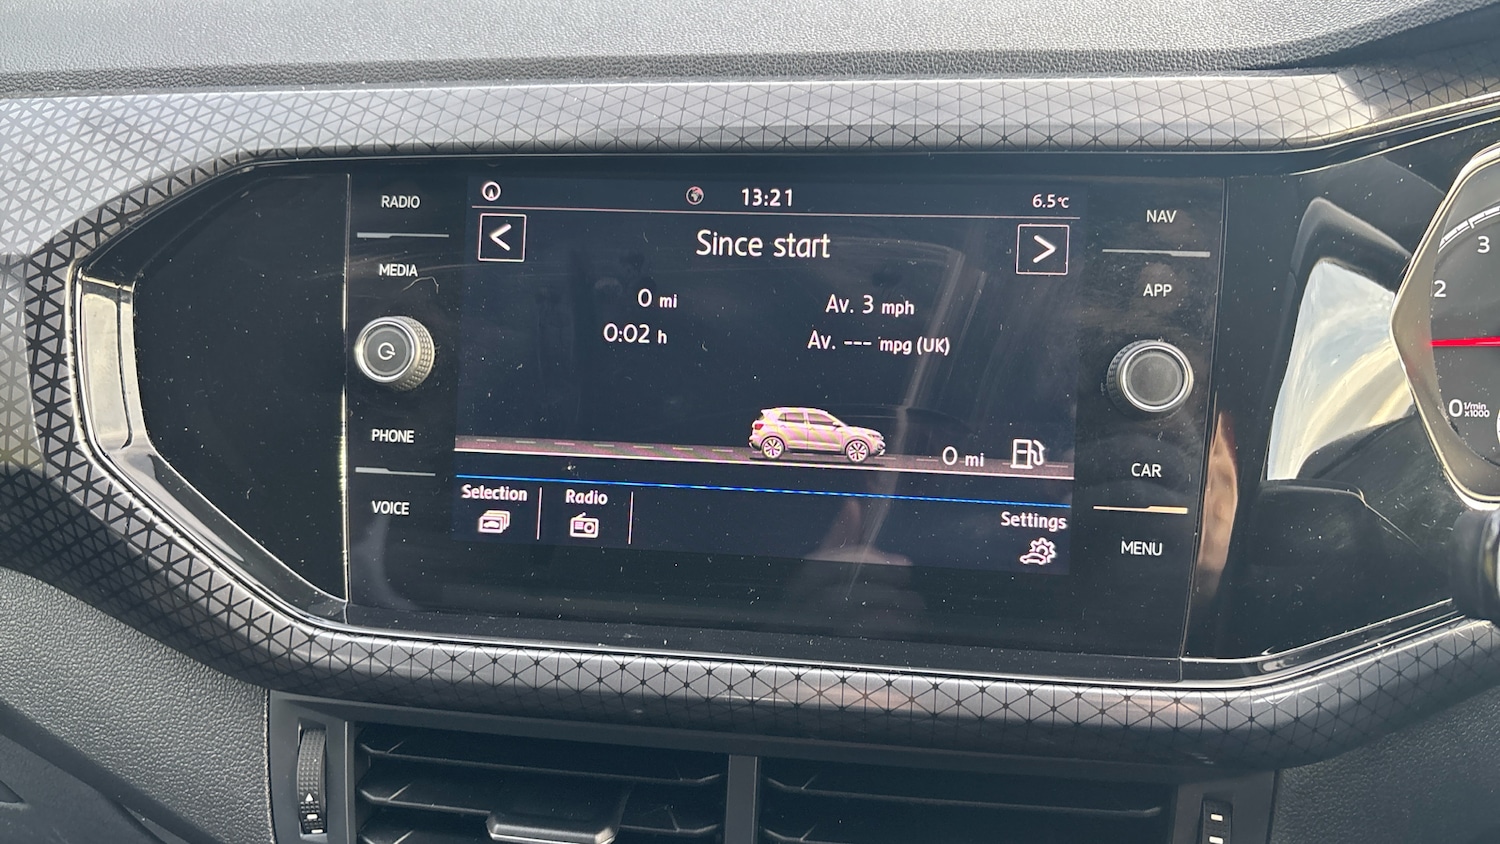 RADIO
MEDIA
PHONE
VOICE
13:21
6.5°C
<
Since start
>
0 mi
Av. 3 mph
0:02 h
Av. --- mpg (UK)
0 mi
Selection
Radio
Settings
NAV
APP
CAR
MENU
3
2
0 1/min
x1000